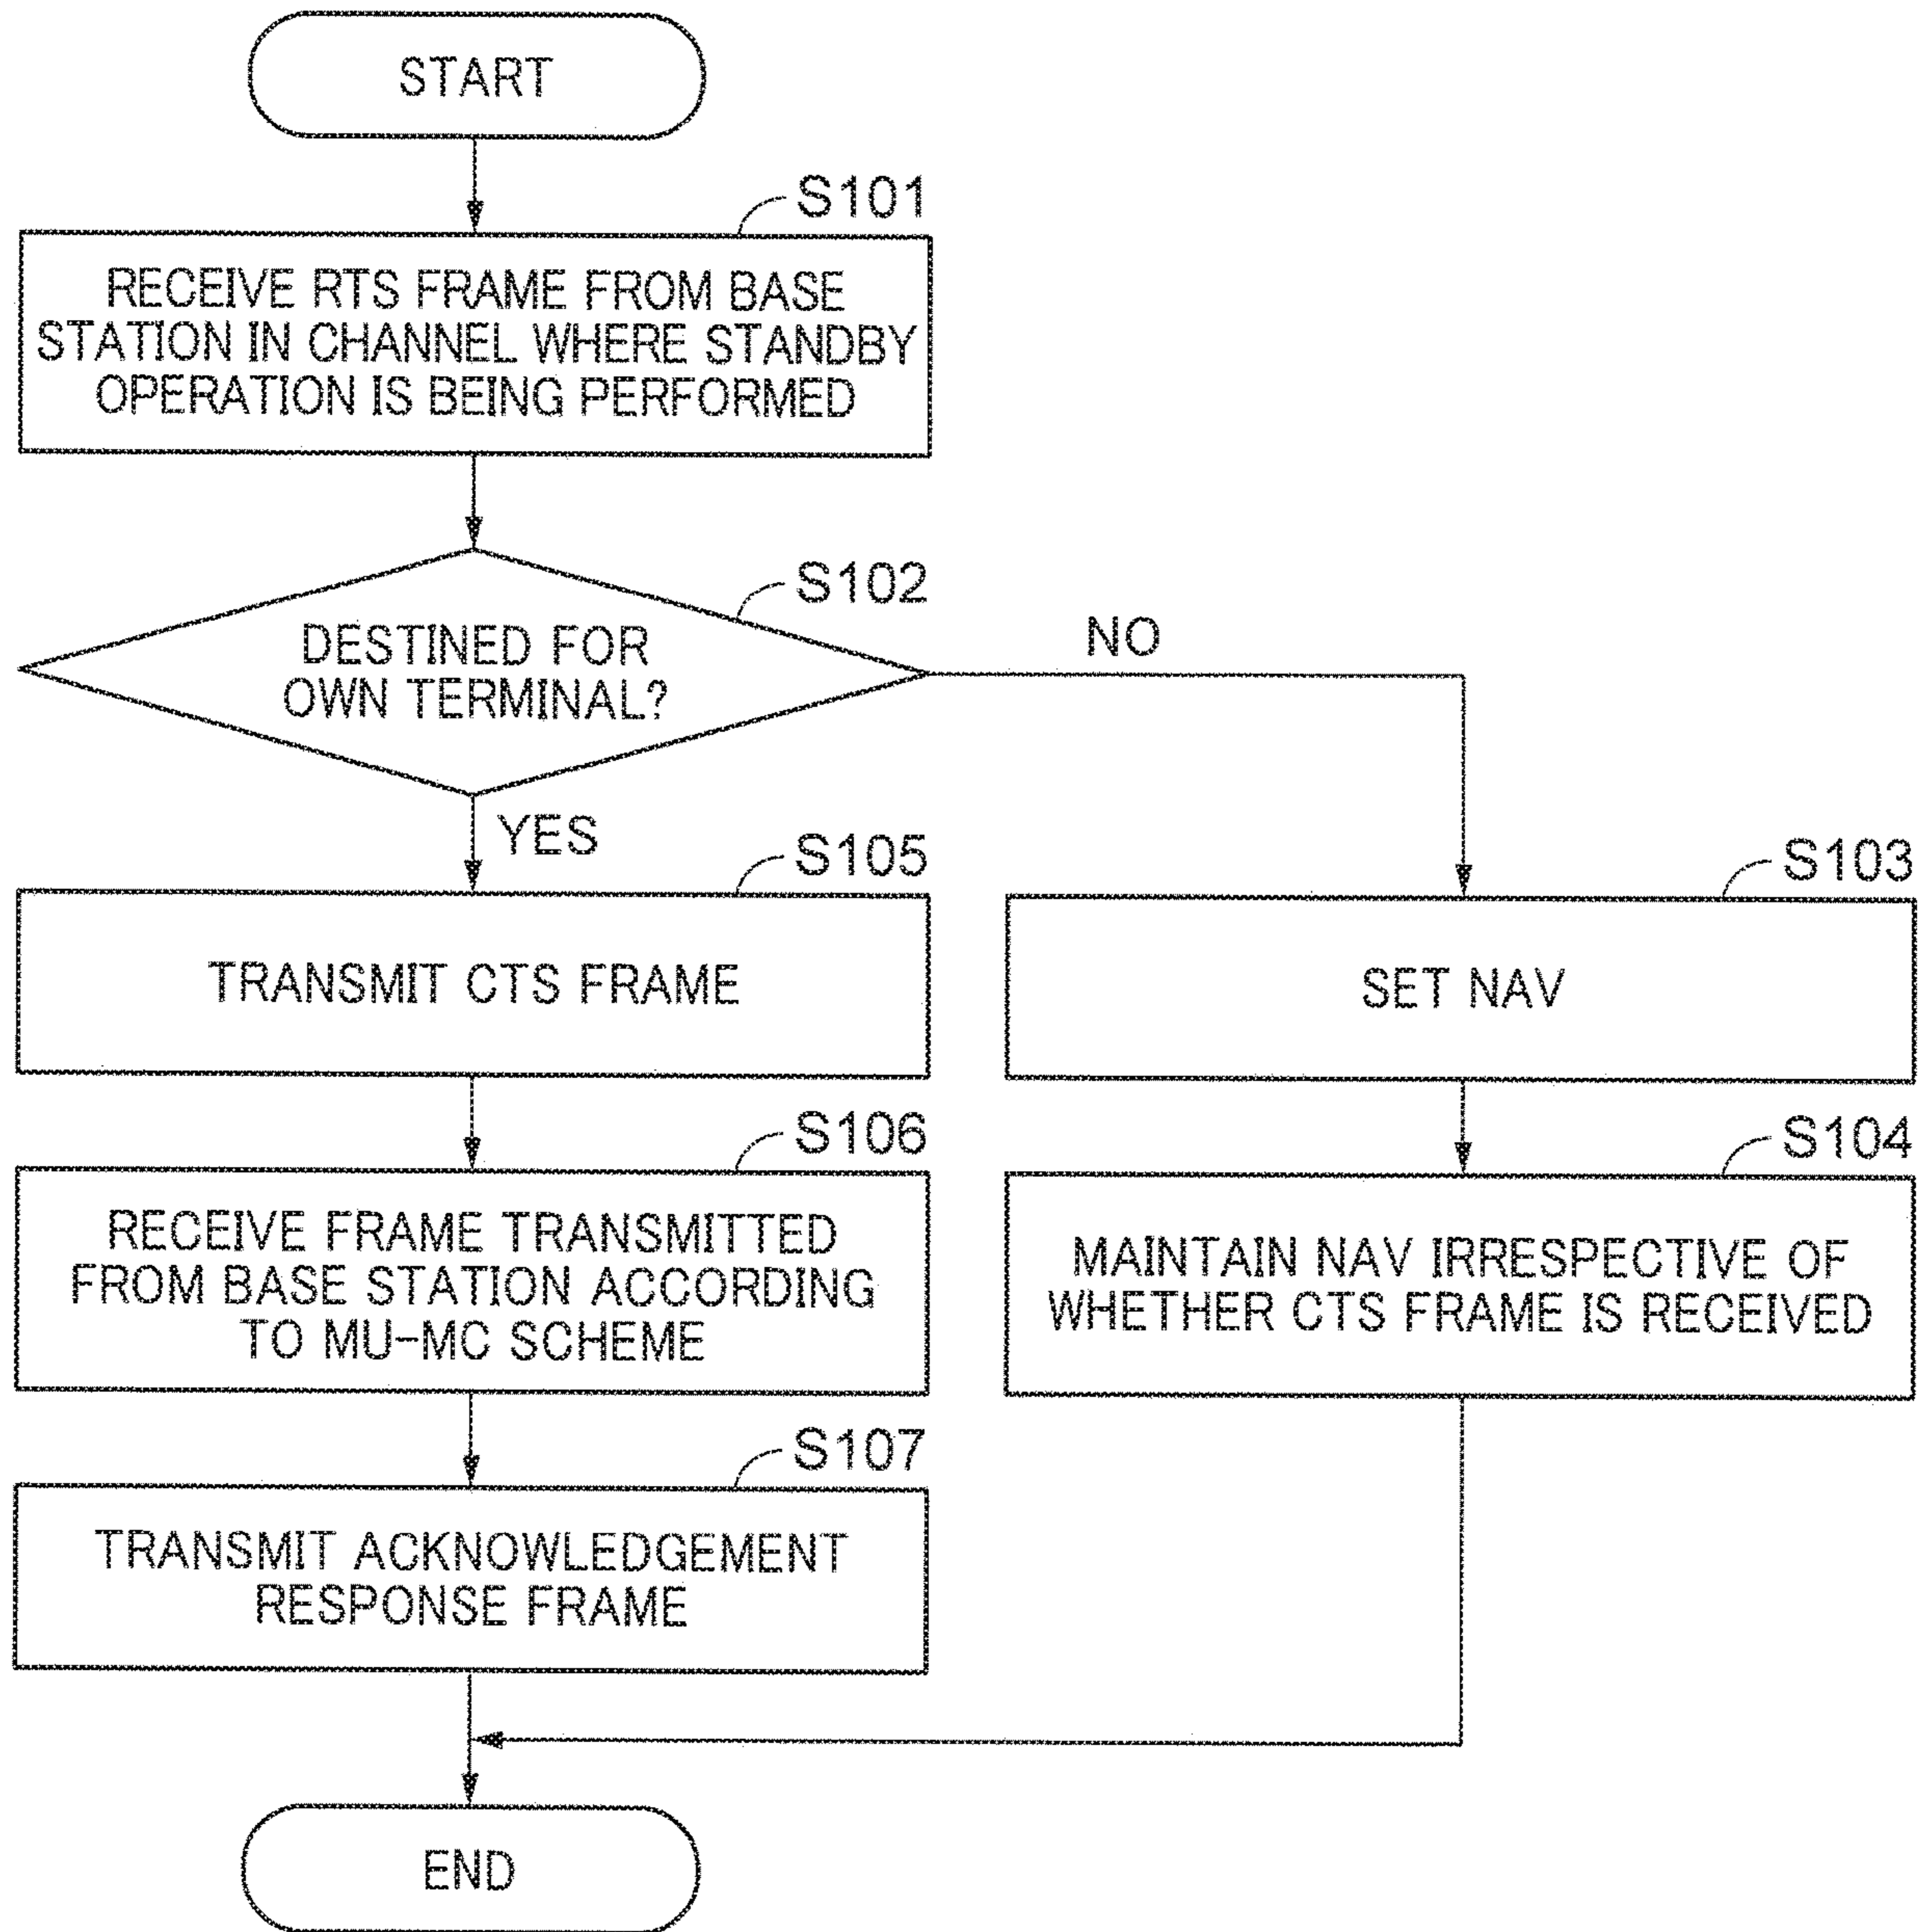 START
S101
RECEIVE RTS FRAME FROM BASE
STATION IN CHANNEL WHERE STANDBY
OPERATION IS BEING PERFORMED
S102
DESTINED FOR
OWN TERMINAL?
NO
YES
S105
TRANSMIT CTS FRAME
S103
SET NAV
S106
RECEIVE FRAME TRANSMITTED
FROM BASE STATION ACCORDING
TO MU-MC SCHEME
S104
MAINTAIN NAV IRRESPECTIVE OF
WHETHER CTS FRAME IS RECEIVED
S107
TRANSMIT ACKNOWLEDGEMENT
RESPONSE FRAME
END